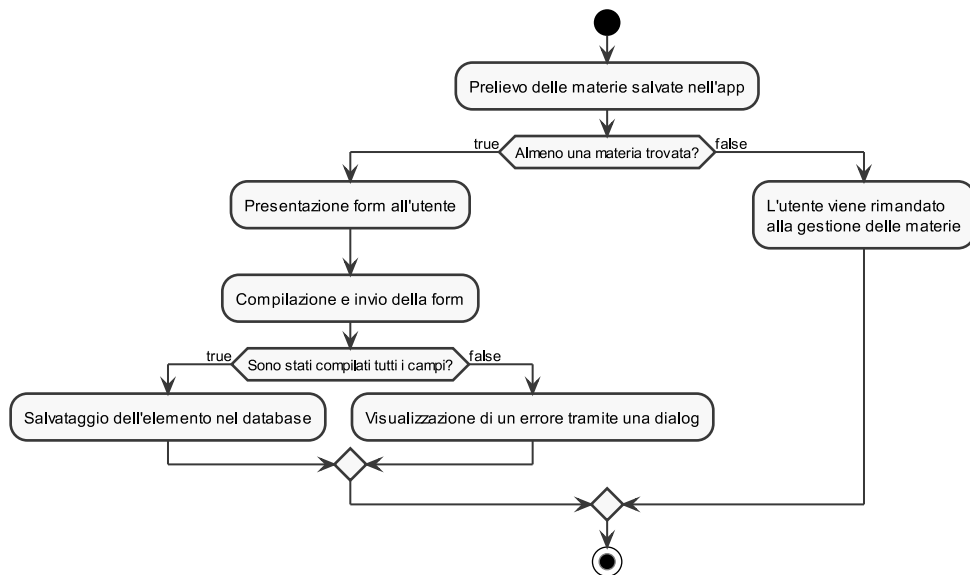 Prelievo delle materie salvate nell'app
true
Almeno una materia trovata?
false
Presentazione form all'utente
L'utente viene rimandato
alla gestione delle materie
Compilazione e invio della form
true
Sono stati compilati tutti i campi?
false
Salvataggio dell'elemento nel database
Visualizzazione di un errore tramite una dialog